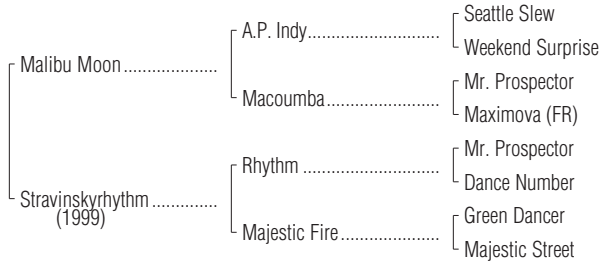 Seattle Slew
A.P. Indy......................
Weekend Surprise
Malibu Moon ....................
Mr. Prospector
Macoumba........................
Maximova (FR)
Mr. Prospector
Rhythm .............................
Dance Number
Stravinskyrhythm ..............
(1999)
Green Dancer
Majestic Fire.....................
Majestic Street